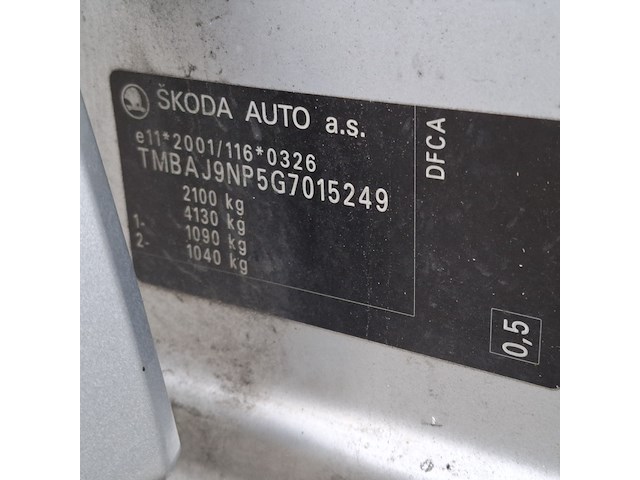 ŠKODA AUTO a.s.
e11*2001/116*0326
TMBAJ9NP5G7015249
2100 kg
4130 kg
1- 1090 kg
2- 1040 kg
DFCA
0,5